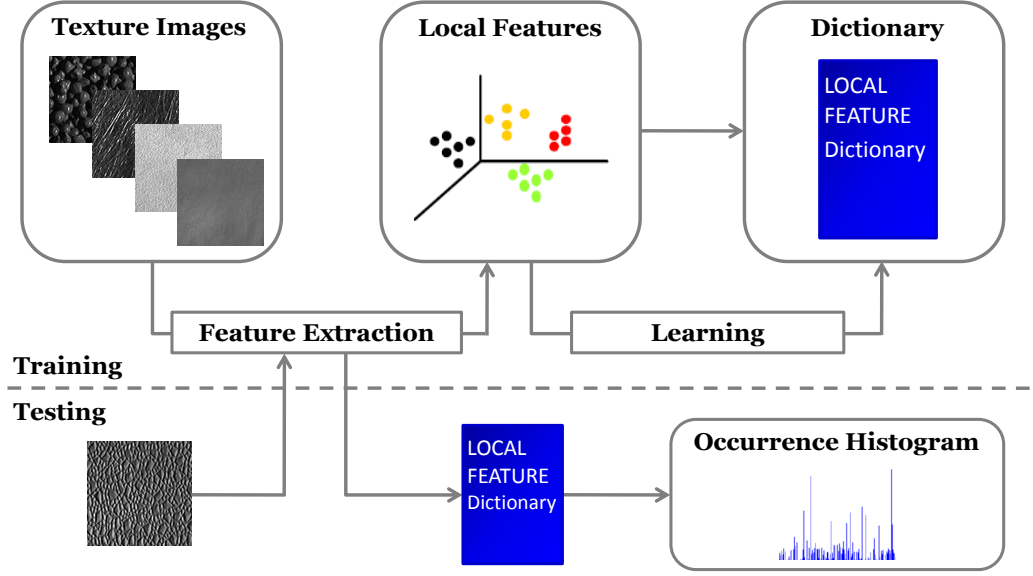 Texture Images
Local Features
Dictionary
LOCAL
FEATURE
Dictionary
Feature Extraction
Learning
Training
Testing
LOCAL
FEATURE
Dictionary
Occurrence Histogram